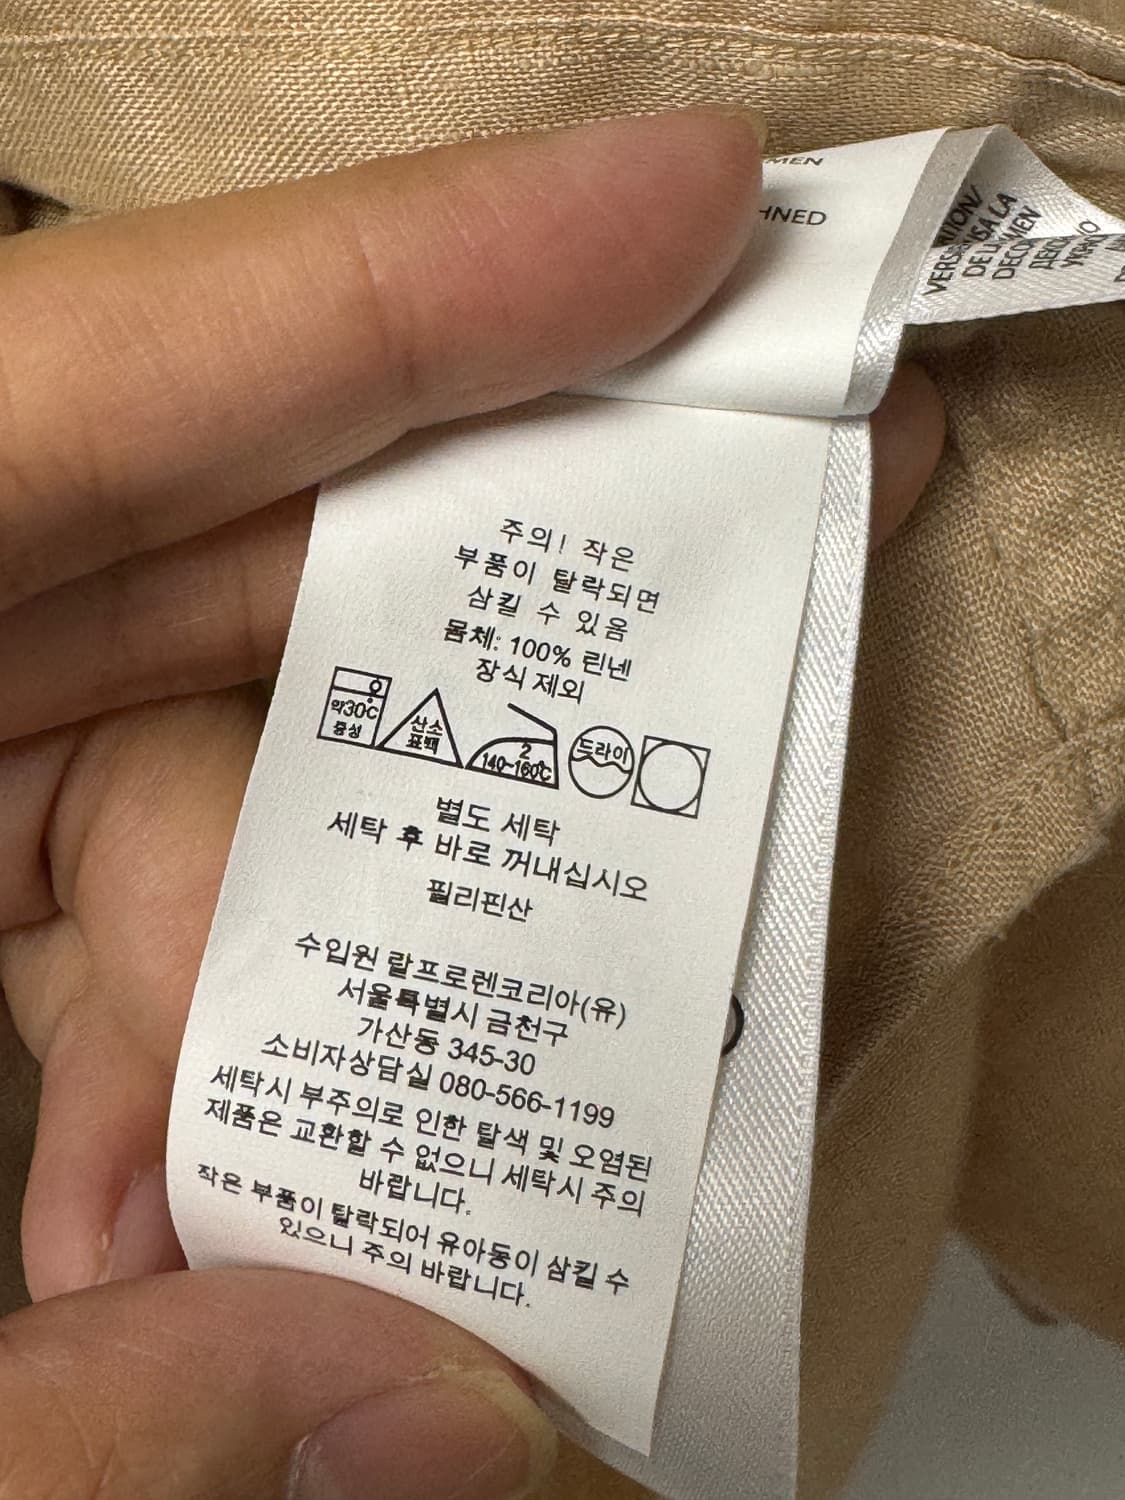 MEN
HNED
DE LA
주의! 작은
부품이 탈락되면
삼킬 수 있음
몸체: 100% 린넨
장식 제외
약30℃
중성
산소
표백
2
140~160℃
드라이
별도 세탁
세탁 후 바로 꺼내십시오
필리핀산
수입원 랄프로렌코리아(유)
서울특별시 금천구
가산동 345-30
소비자상담실 080-566-1199
세탁시 부주의로 인한 탈색 및 오염된
제품은 교환할 수 없으니 세탁시 주의
바랍니다.
작은 부품이 탈락되어 유아동이 삼킬 수
있으니 주의 바랍니다.